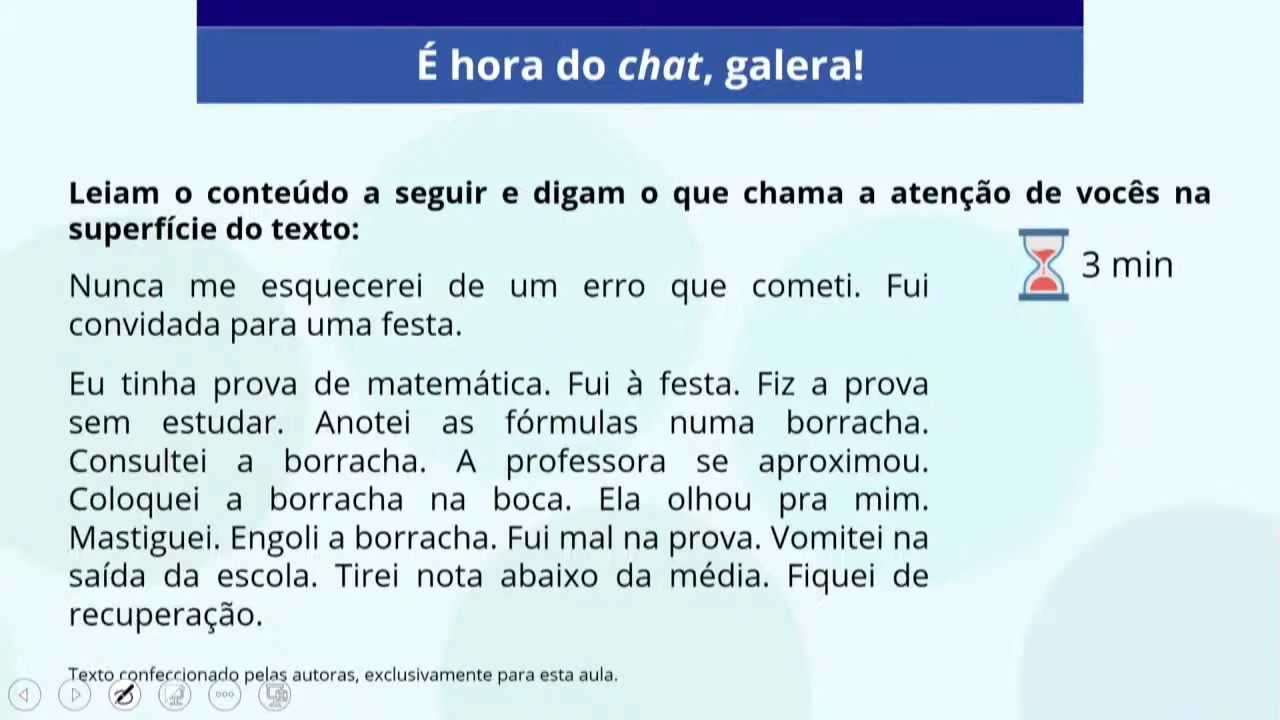 É hora do chat, galera!
Leiam o conteúdo a seguir e digam o que chama a atenção de vocês na
superfície do texto:
3 min
Nunca me esquecerei de um erro que cometi. Fui
convidada para uma festa.
Eu tinha prova de matemática. Fui à festa. Fiz a prova
sem estudar. Anotei as fórmulas numa borracha.
Consultei a borracha. A professora se aproximou.
Coloquei a borracha na boca. Ela olhou pra mim.
Mastiguei. Engoli a borracha. Fui mal na prova. Vomitei na
saída da escola. Tirei nota abaixo da média. Fiquei de
recuperação.
Texto confeccionado pelas autoras, exclusivamente para esta aula.